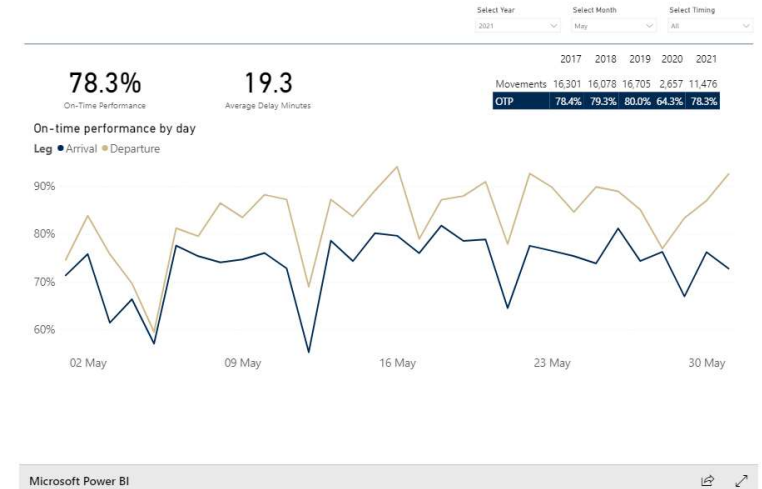 Select Year Select Month Select Timing
2021 May All
2017 2018 2019 2020 2021
Movements 16,301 16,078 16,705 2,657 11,476
OTP 78.4% 79.3% 80.0% 64.3% 78.3%
78.3% 19.3
On-Time Performance Average Delay Minutes
On-time performance by day
Leg Arrival Departure
90%
80%
70%
60%
02 May 09 May 16 May 23 May 30 May
Microsoft Power BI